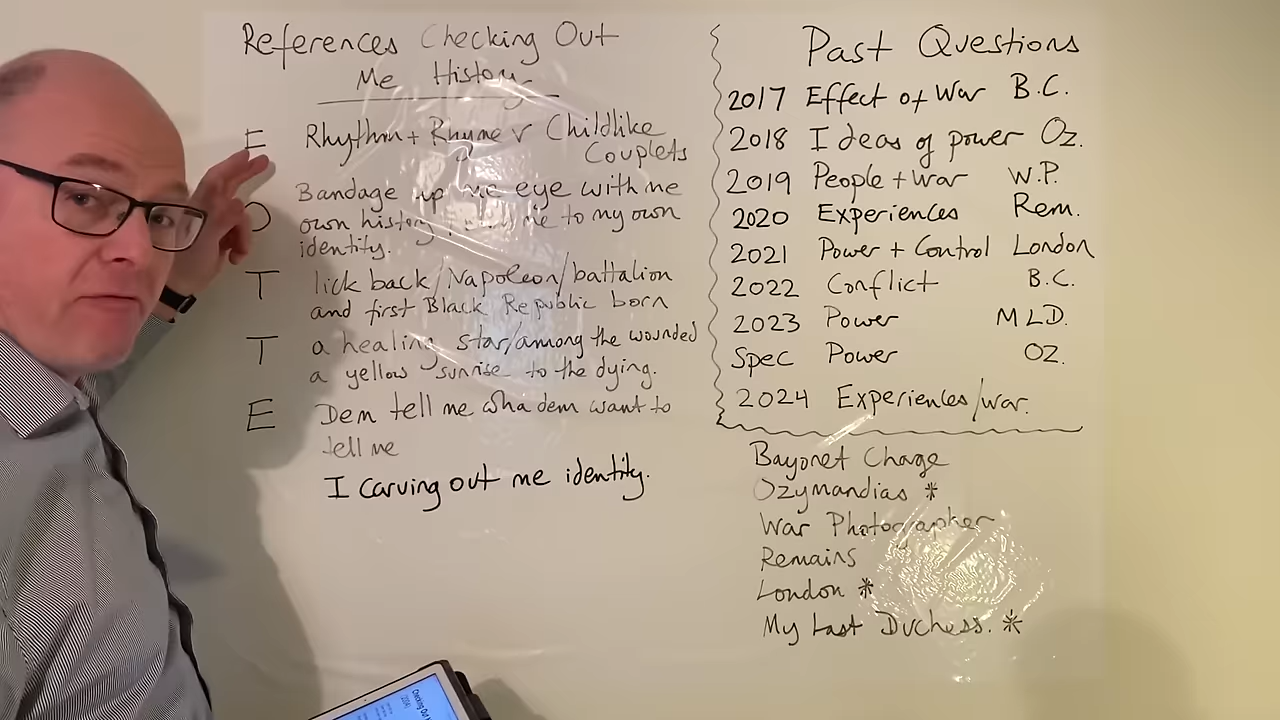 References Checking Out
Me History
F Rhythm + Rhyme v Childlike
Couplets
Bandage up me eye with me
O own history me to my own
identity.
T lick back/Napoleon/battalion
and first Black Republic born
T a healing star/among the wounded
a yellow sunrise to the dying.
E Dem tell me wha dem want to
tell me
I carving out me identity.
Past Questions
2017 Effect of War B.C.
2018 Ideas of power Oz.
2019 People + War W.P.
2020 Experiences Rem.
2021 Power + Control London
2022 Conflict B.C.
2023 Power MLD.
Spec Power OZ.
2024 Experiences/war.
Bayonet Charge
Ozymandias *
War Photographer
Remains
London *
My Last Duchess. *